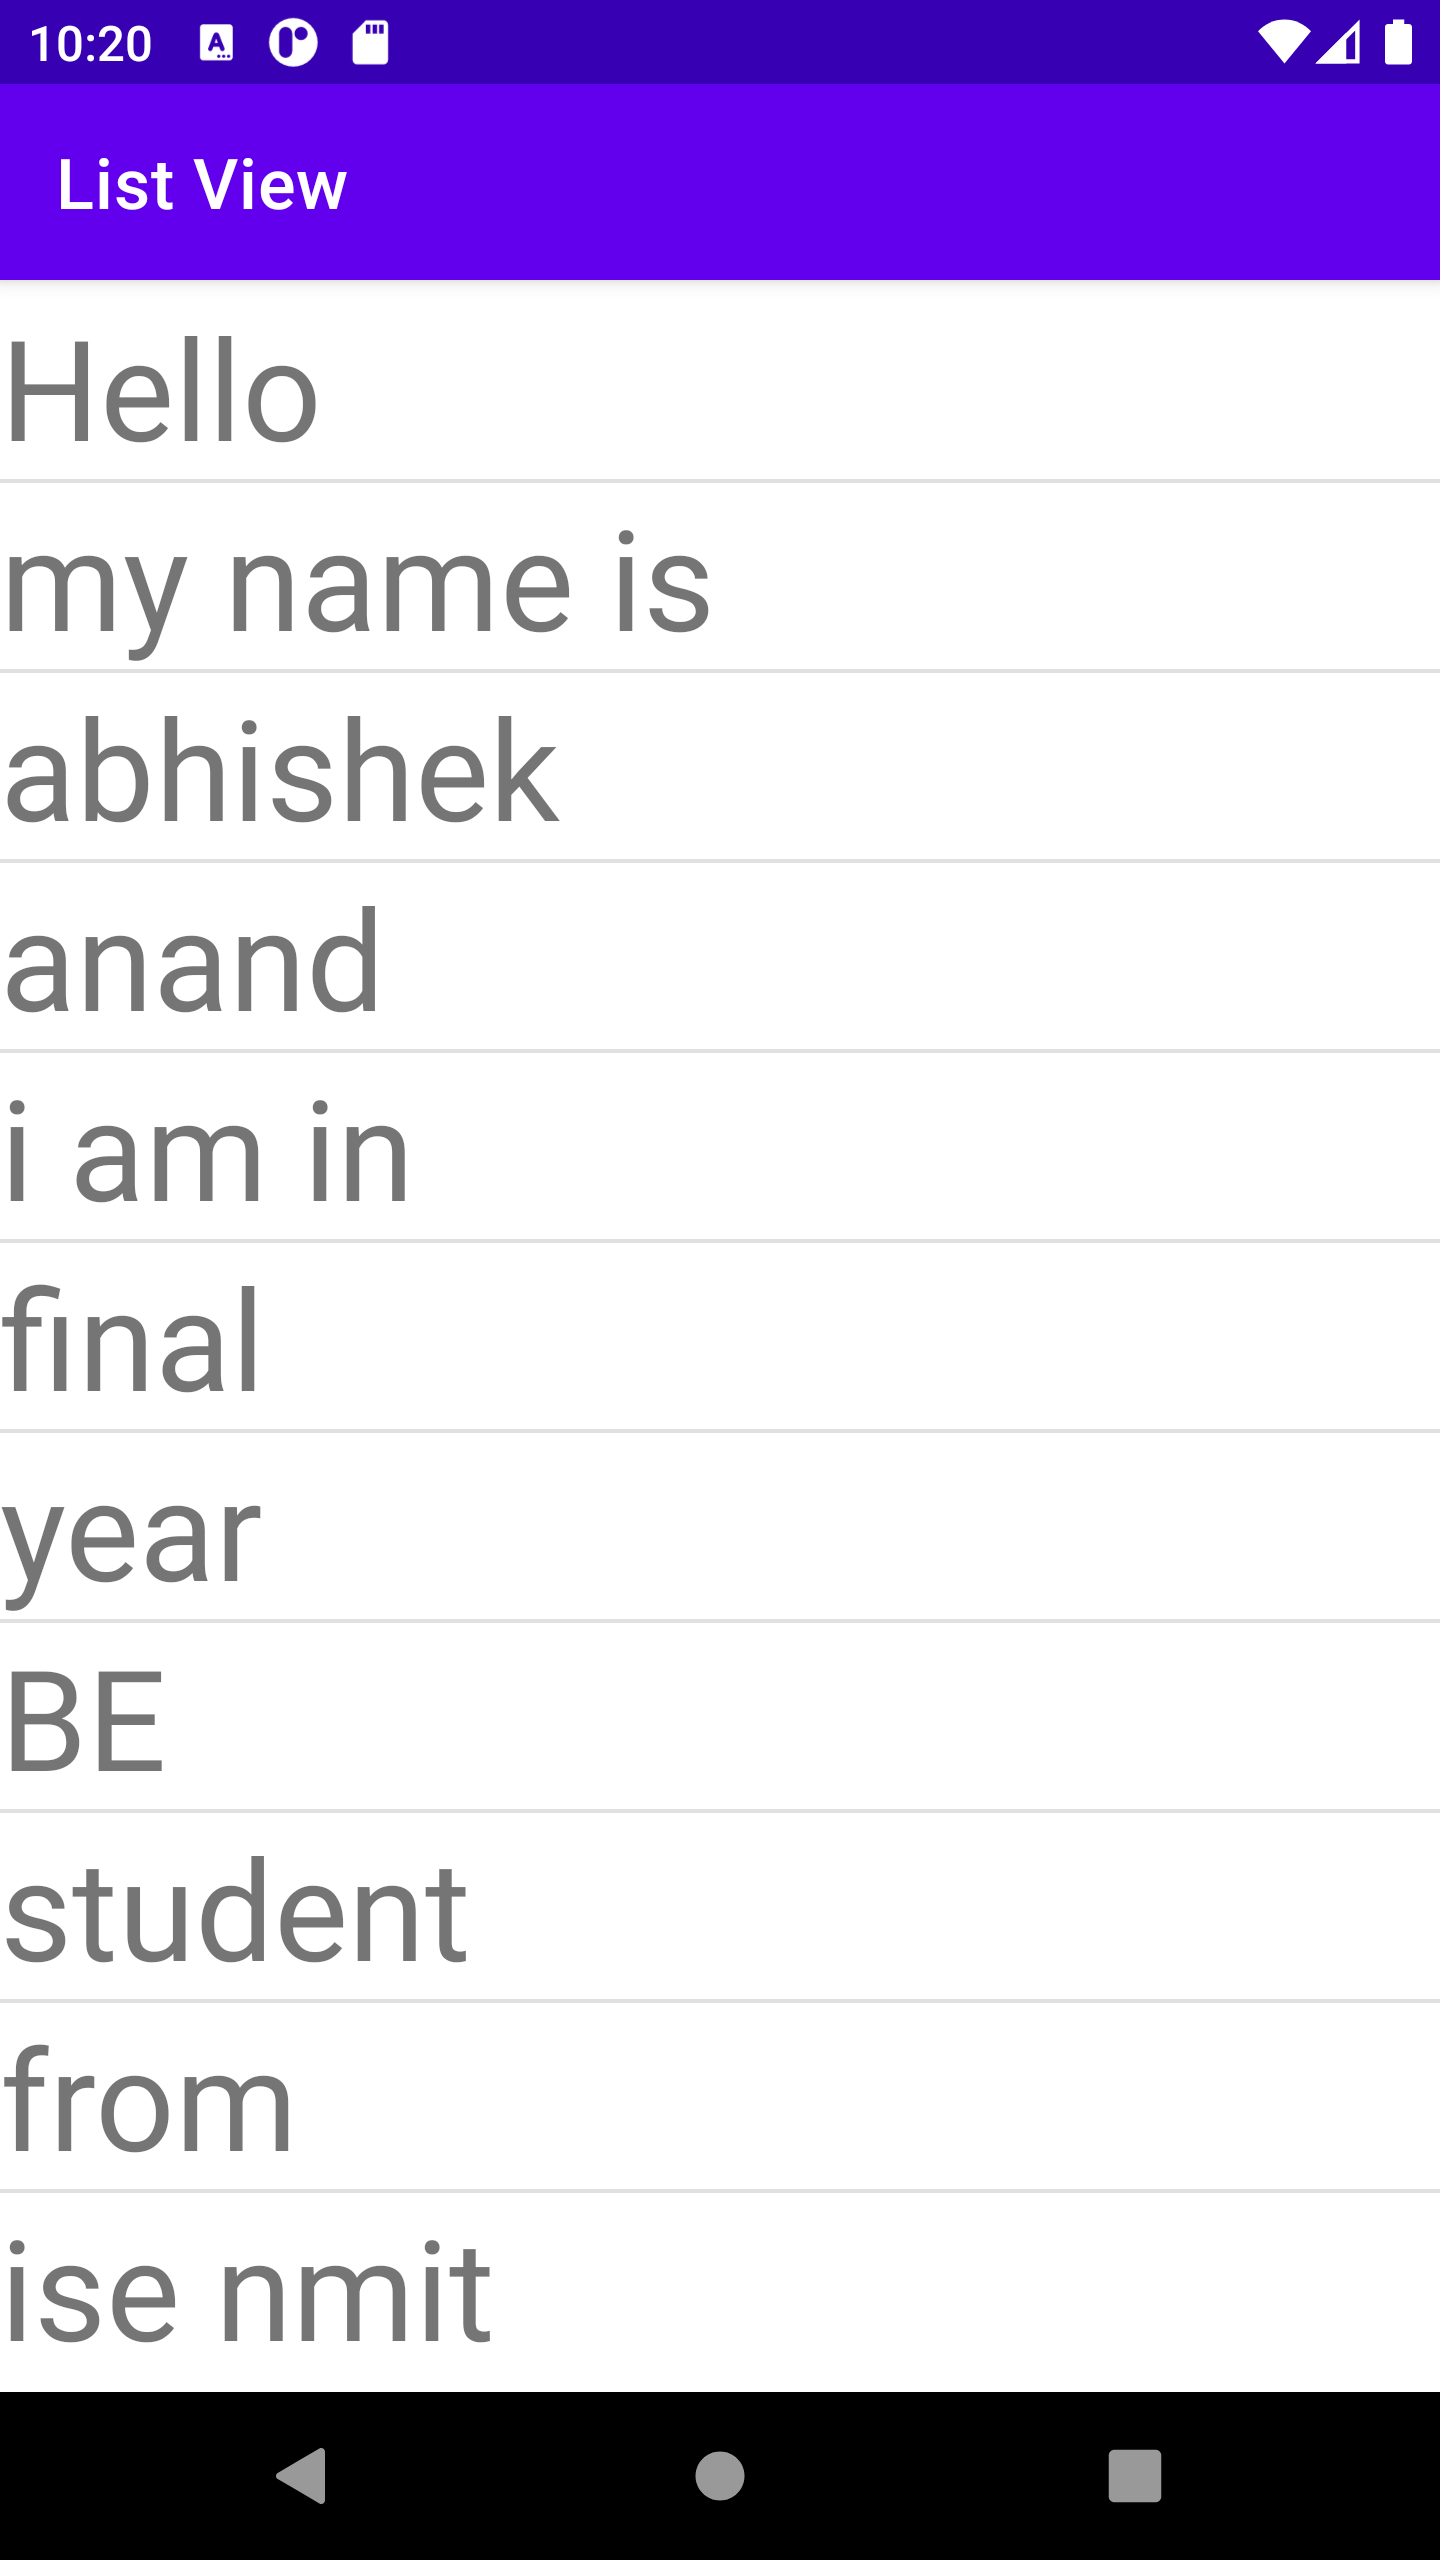 10:20
List View
Hello
my name is
abhishek
anand
i am in
final
year
BE
student
from
ise nmit